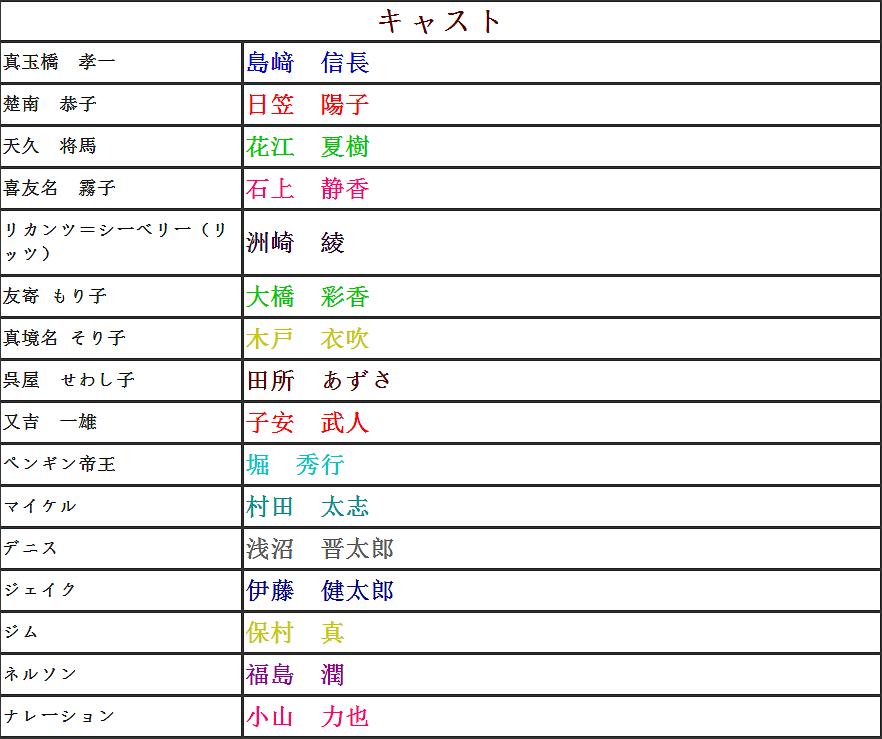 キャスト
真玉橋　孝一　島﨑　信長
楚南　恭子　日笠　陽子
天久　将馬　花江　夏樹
喜友名　霧子　石上　静香
リカンツ＝シーベリー（リ
ッツ）　洲崎　綾
友寄 もり子　大橋　彩香
真境名 そり子　木戸　衣吹
呉屋　せわし子　田所　あずさ
又吉　一雄　子安　武人
ペンギン帝王　堀　秀行
マイケル　村田　太志
デニス　浅沼　晋太郎
ジェイク　伊藤　健太郎
ジム　保村　真
ネルソン　福島　潤
ナレーション　小山　力也